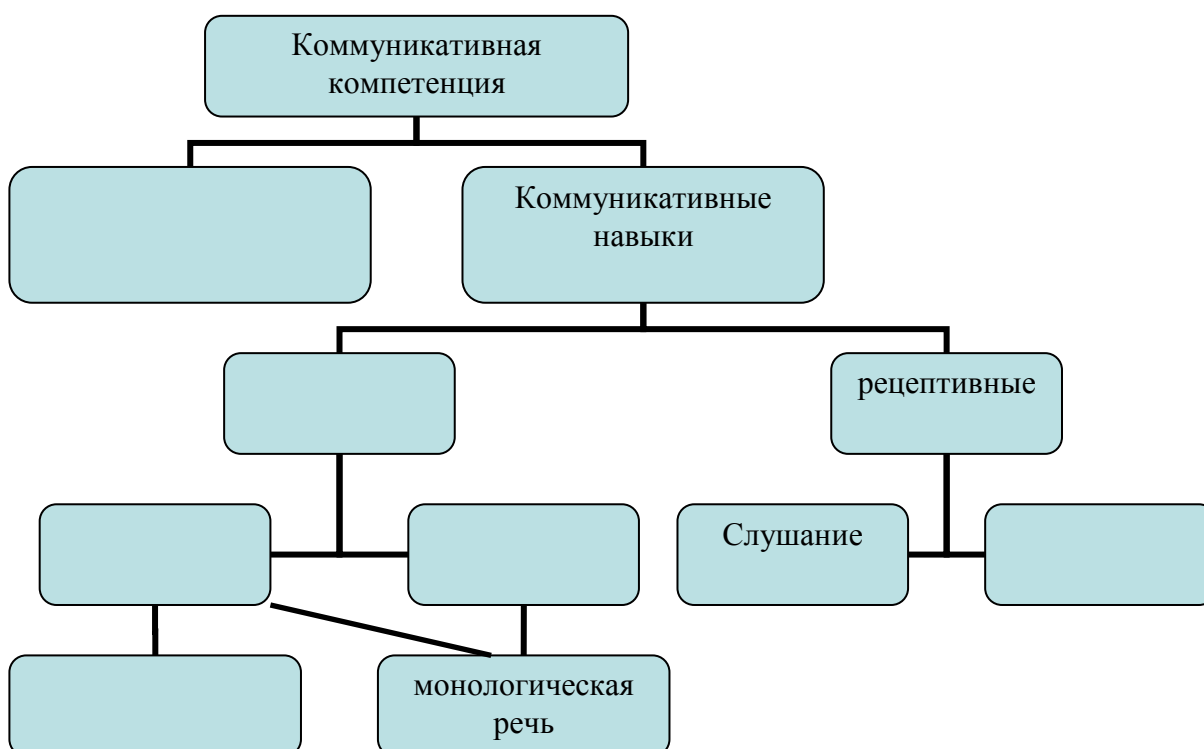 Коммуникативная
компетенция
Коммуникативные
навыки
рецептивные
Слушание
монологическая
речь